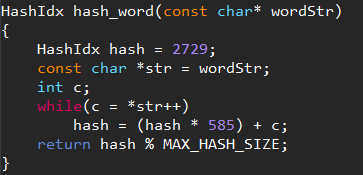 HashIdx hash_word(const char* wordStr)
{
    HashIdx hash = 2729;
    const char *str = wordStr;
    int c;
    while(c = *str++)
        hash = (hash * 585) + c;
    return hash % MAX_HASH_SIZE;
}